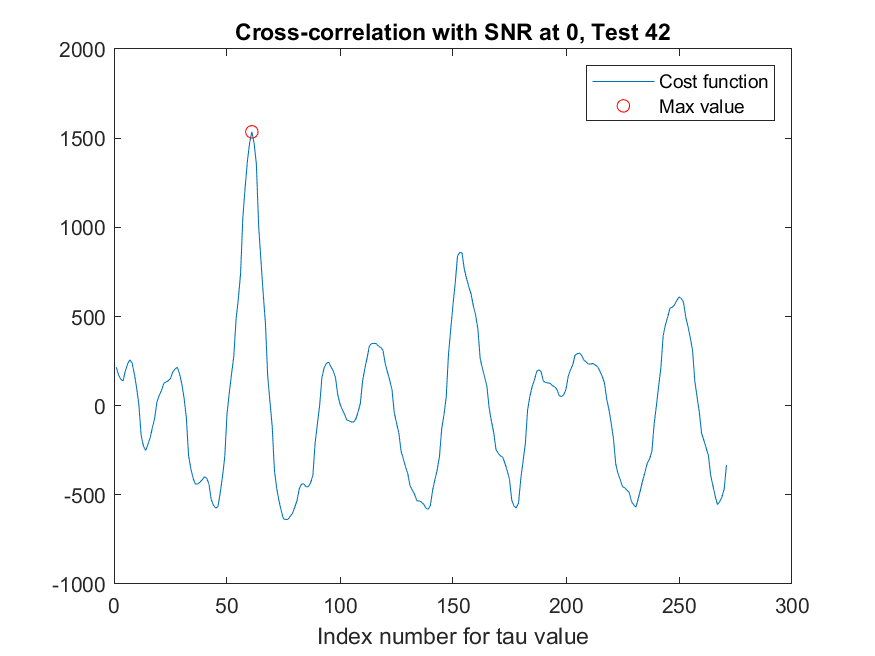 Cross-correlation with SNR at 0, Test 42
2000
1500
1000
500
0
-500
-1000
Cost function
Max value
0 50 100 150 200 250 300
Index number for tau value